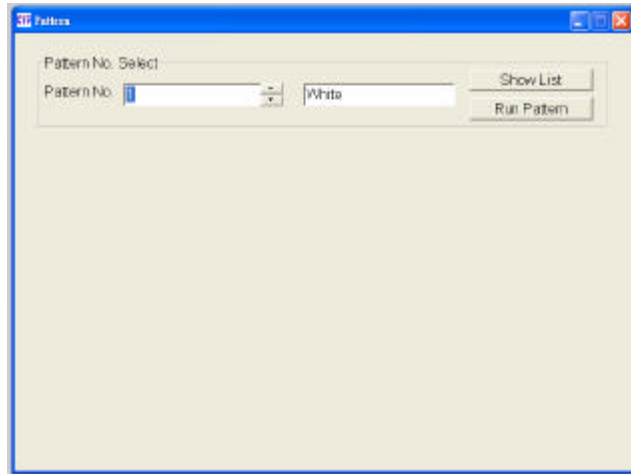 Pattern
Pattern No. Select
Pattern No. 1 White
Show List
Run Pattern